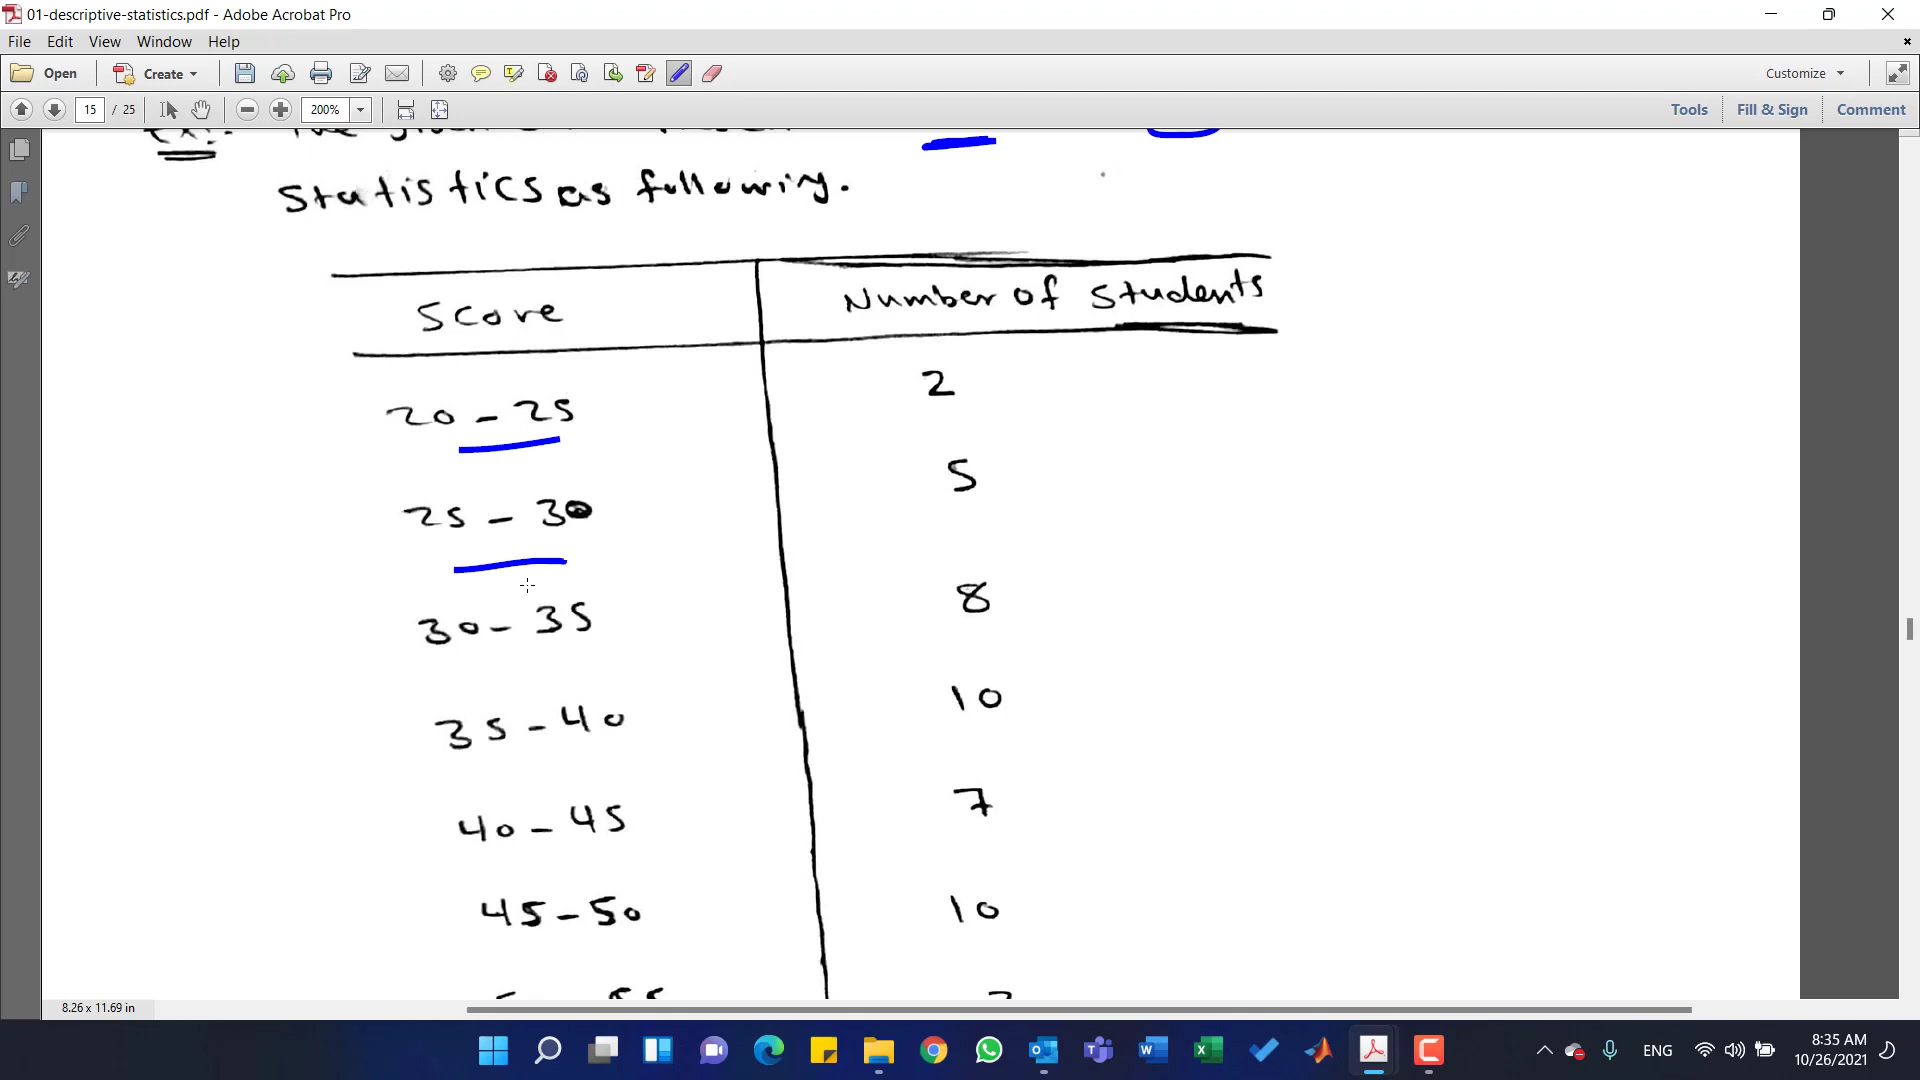 01-descriptive-statistics.pdf - Adobe Acrobat Pro
File Edit View Window Help
Open Create Customize
15 / 25 200% Tools Fill & Sign Comment
Ex:
Statistics as following.
Score Number of Students
20 - 25 2
25 - 30 5
30 - 35 8
35 - 40 10
40 - 45 7
45 - 50 10
8.26 x 11.69 in
ENG 8:35 AM
10/26/2021